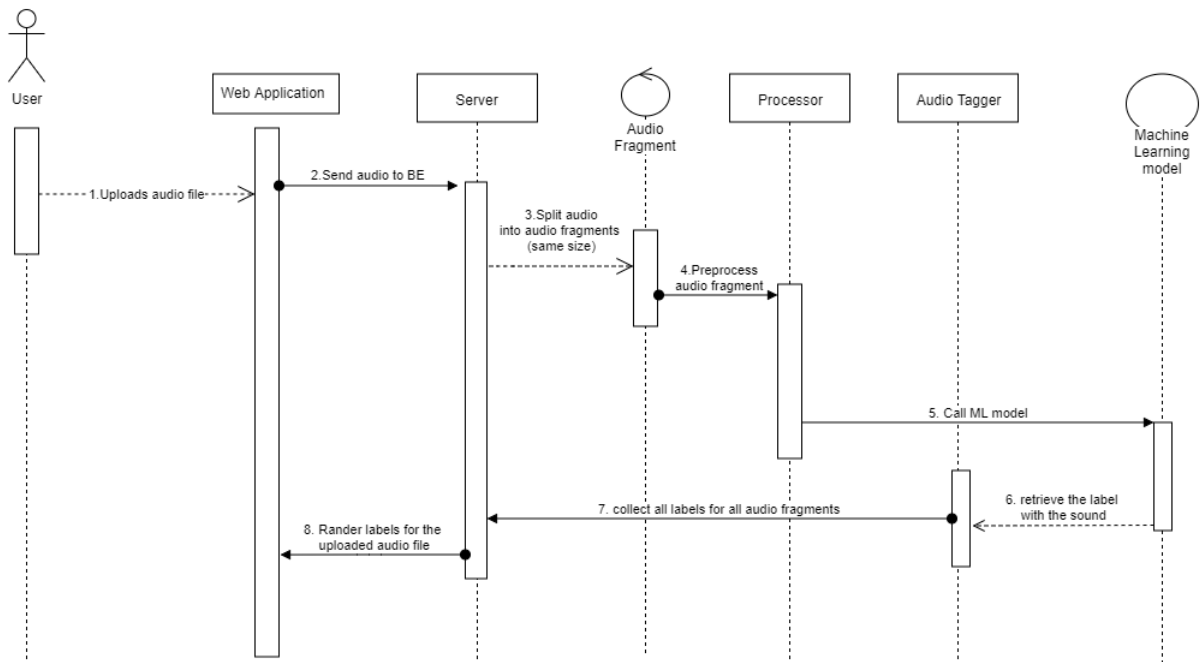 User
Web Application
Server
Audio
Fragment
Processor
Audio Tagger
Machine
Learning
model
1.Uploads audio file
2.Send audio to BE
3.Split audio
into audio fragments
(same size)
4.Preprocess
audio fragment
5. Call ML model
6. retrieve the label
with the sound
7. collect all labels for all audio fragments
8. Rander labels for the
uploaded audio file